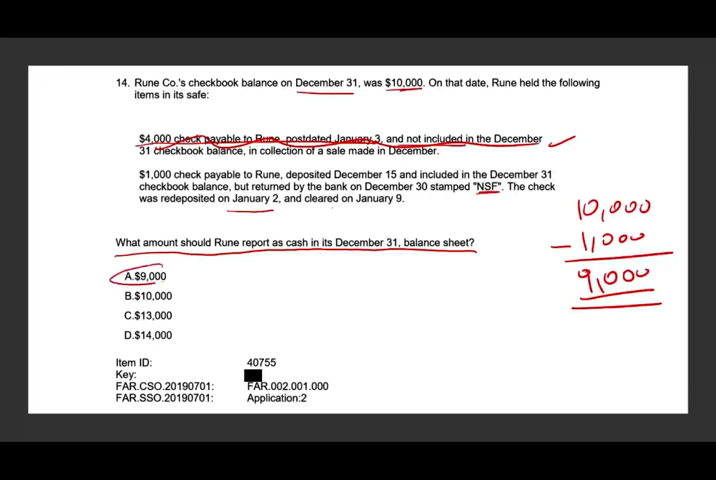 14. Rune Co.'s checkbook balance on December 31, was $10,000. On that date, Rune held the following
items in its safe:
$4,000 check payable to Rune, postdated January 3, and not included in the December
31 checkbook balance, in collection of a sale made in December.
$1,000 check payable to Rune, deposited December 15 and included in the December 31
checkbook balance, but returned by the bank on December 30 stamped "NSF". The check
was redeposited on January 2, and cleared on January 9.
10,000
- 1,000
9,000
What amount should Rune report as cash in its December 31, balance sheet?
A.$9,000
B.$10,000
C.$13,000
D.$14,000
Item ID: 40755
Key:
FAR.CSO.20190701: FAR.002.001.000
FAR.SSO.20190701: Application:2